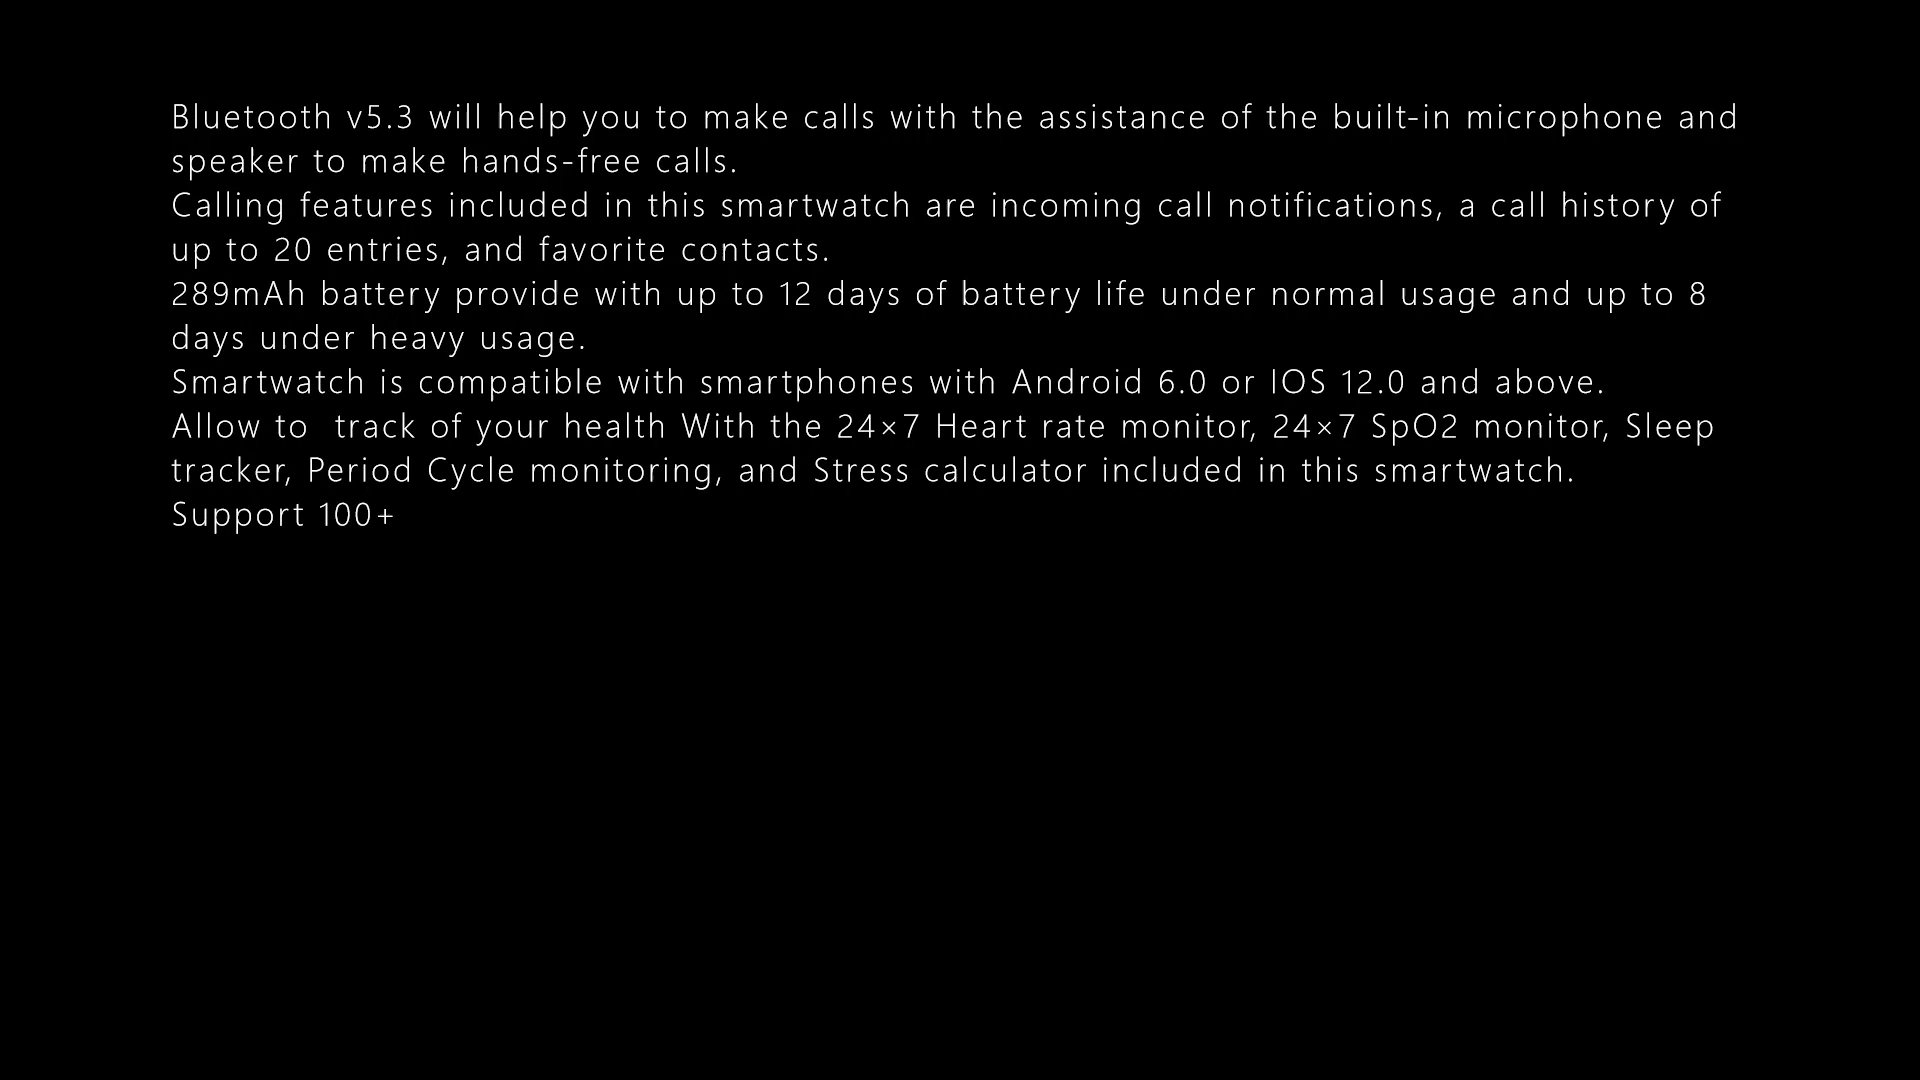 Bluetooth v5.3 will help you to make calls with the assistance of the built-in microphone and
speaker to make hands-free calls.
Calling features included in this smartwatch are incoming call notifications, a call history of
up to 20 entries, and favorite contacts.
289mAh battery provide with up to 12 days of battery life under normal usage and up to 8
days under heavy usage.
Smartwatch is compatible with smartphones with Android 6.0 or IOS 12.0 and above.
Allow to  track of your health With the 24×7 Heart rate monitor, 24×7 SpO2 monitor, Sleep
tracker, Period Cycle monitoring, and Stress calculator included in this smartwatch.
Support 100+